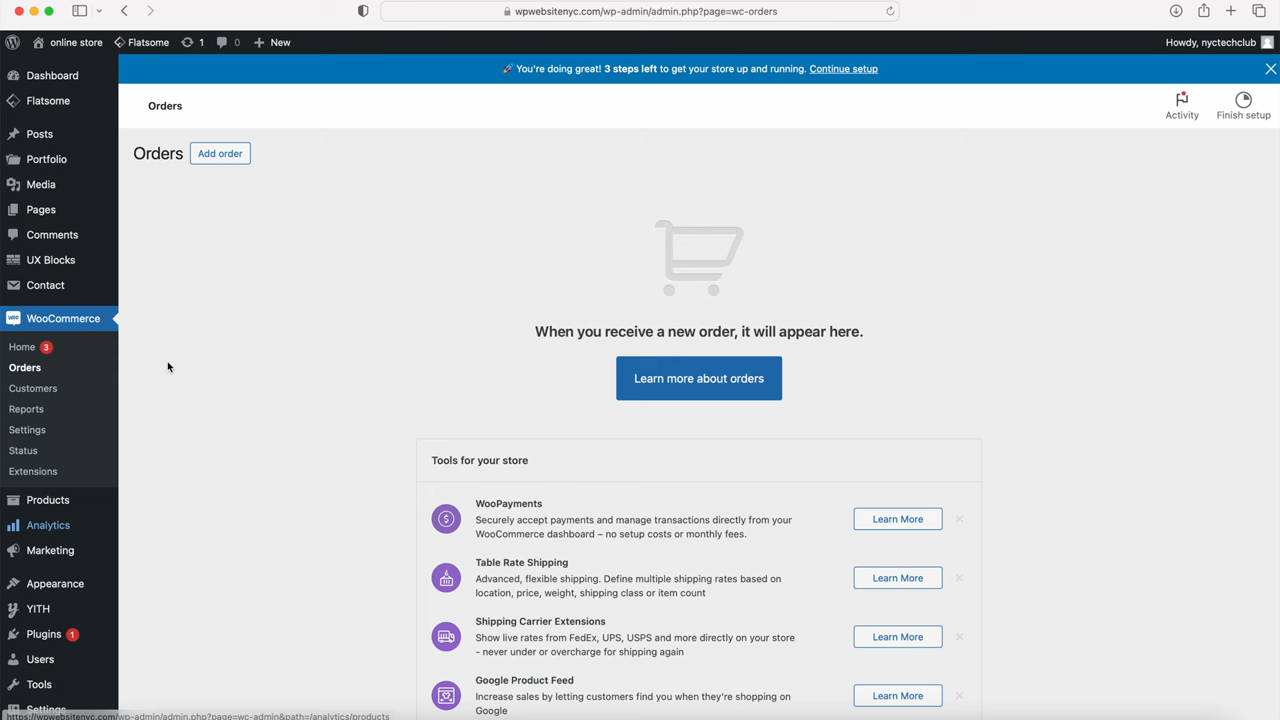 wpwebsitenyc.com/wp-admin/admin.php?page=wc-orders
online store
Flatsome
1
0
New
Howdy, nyctechclub
🚀 You're doing great! 3 steps left to get your store up and running. Continue setup
Dashboard
Flatsome
Posts
Portfolio
Media
Pages
Comments
UX Blocks
Contact
WooCommerce
Home 3
Orders
Customers
Reports
Settings
Status
Extensions
Products
Analytics
Marketing
Appearance
YITH
Plugins 1
Users
Tools
Settings
Orders
Activity
Finish setup
Orders
Add order
When you receive a new order, it will appear here.
Learn more about orders
Tools for your store
WooPayments
Securely accept payments and manage transactions directly from your
WooCommerce dashboard – no setup costs or monthly fees.
Learn More
Table Rate Shipping
Advanced, flexible shipping. Define multiple shipping rates based on
location, price, weight, shipping class or item count
Learn More
Shipping Carrier Extensions
Show live rates from FedEx, UPS, USPS and more directly on your store
- never under or overcharge for shipping again
Learn More
Google Product Feed
Increase sales by letting customers find you when they're shopping on
Google
Learn More
https://wpwebsitenyc.com/wp-admin/admin.php?page=wc-admin&path=/analytics/products